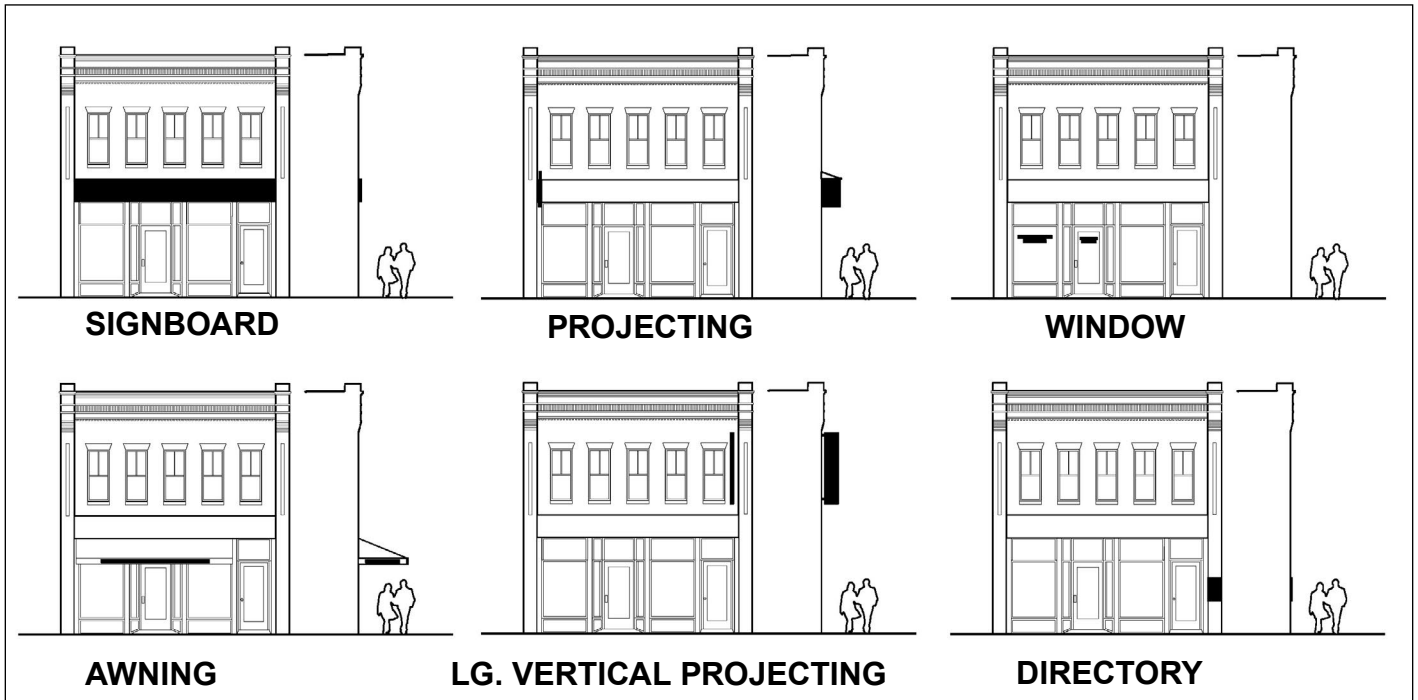 SIGNBOARD
PROJECTING
WINDOW
AWNING
LG. VERTICAL PROJECTING
DIRECTORY